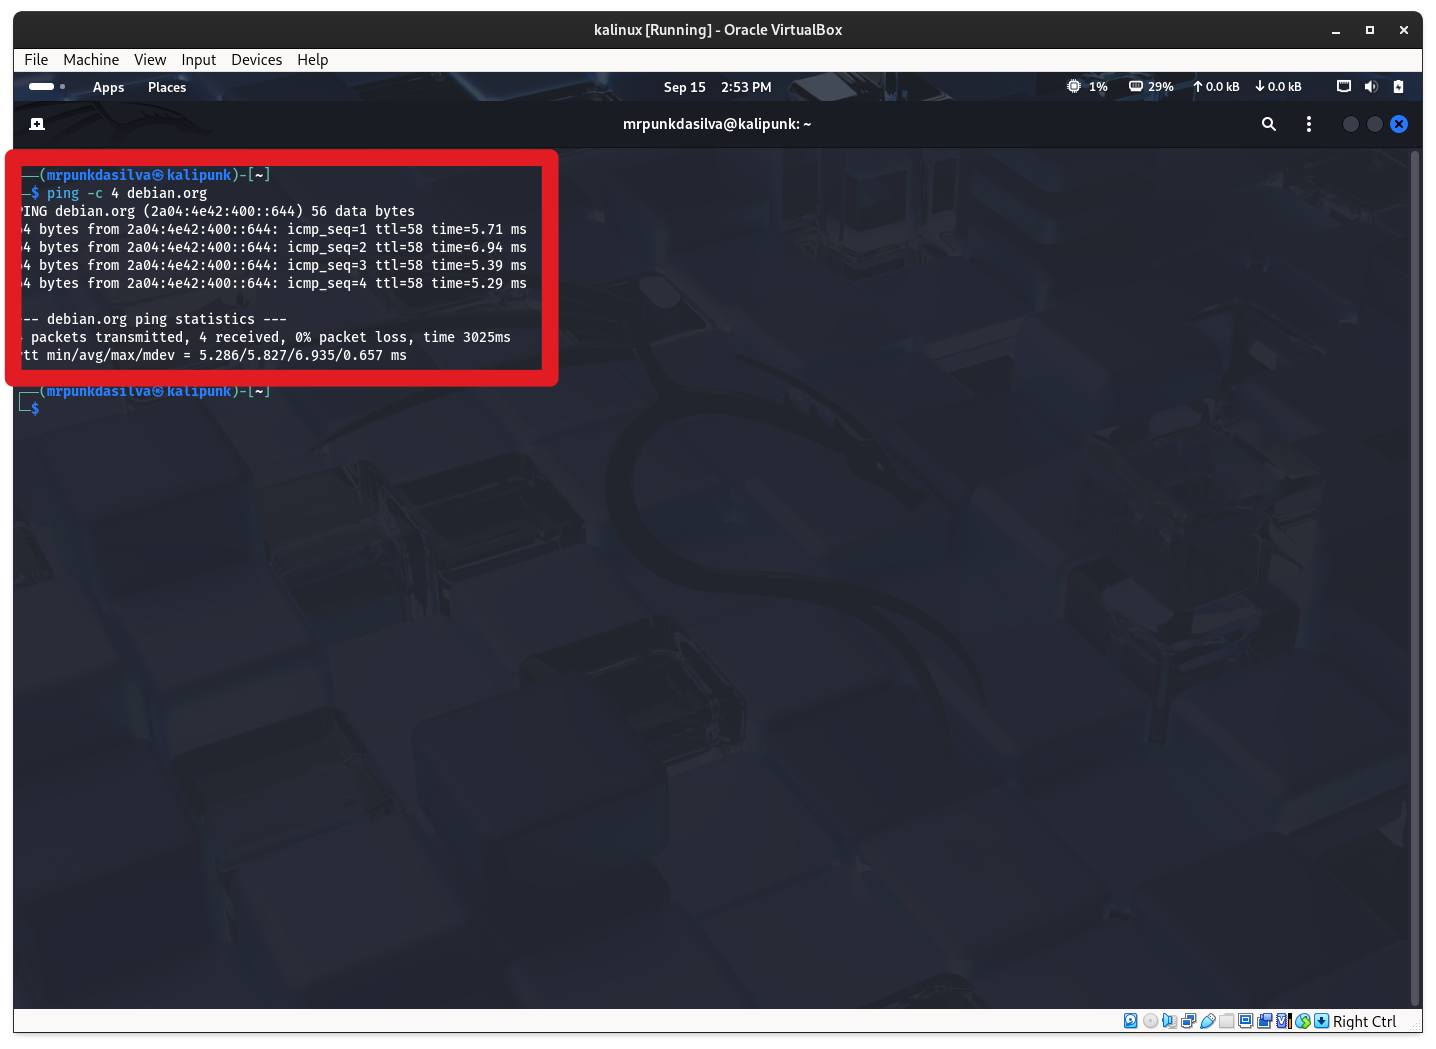 kalinux [Running] - Oracle VirtualBox
File Machine View Input Devices Help
Apps Places Sep 15 2:53 PM 1% 29% ↑ 0.0 kB ↓ 0.0 kB
mrpunkdasilva@kalipunk: ~
──(mrpunkdasilva㉿kalipunk)-[~]
─$ ping -c 4 debian.org
PING debian.org (2a04:4e42:400::644) 56 data bytes
64 bytes from 2a04:4e42:400::644: icmp_seq=1 ttl=58 time=5.71 ms
64 bytes from 2a04:4e42:400::644: icmp_seq=2 ttl=58 time=6.94 ms
64 bytes from 2a04:4e42:400::644: icmp_seq=3 ttl=58 time=5.39 ms
64 bytes from 2a04:4e42:400::644: icmp_seq=4 ttl=58 time=5.29 ms
--- debian.org ping statistics ---
packets transmitted, 4 received, 0% packet loss, time 3025ms
rtt min/avg/max/mdev = 5.286/5.827/6.935/0.657 ms
┌──(mrpunkdasilva㉿kalipunk)-[~]
└─$
Right Ctrl